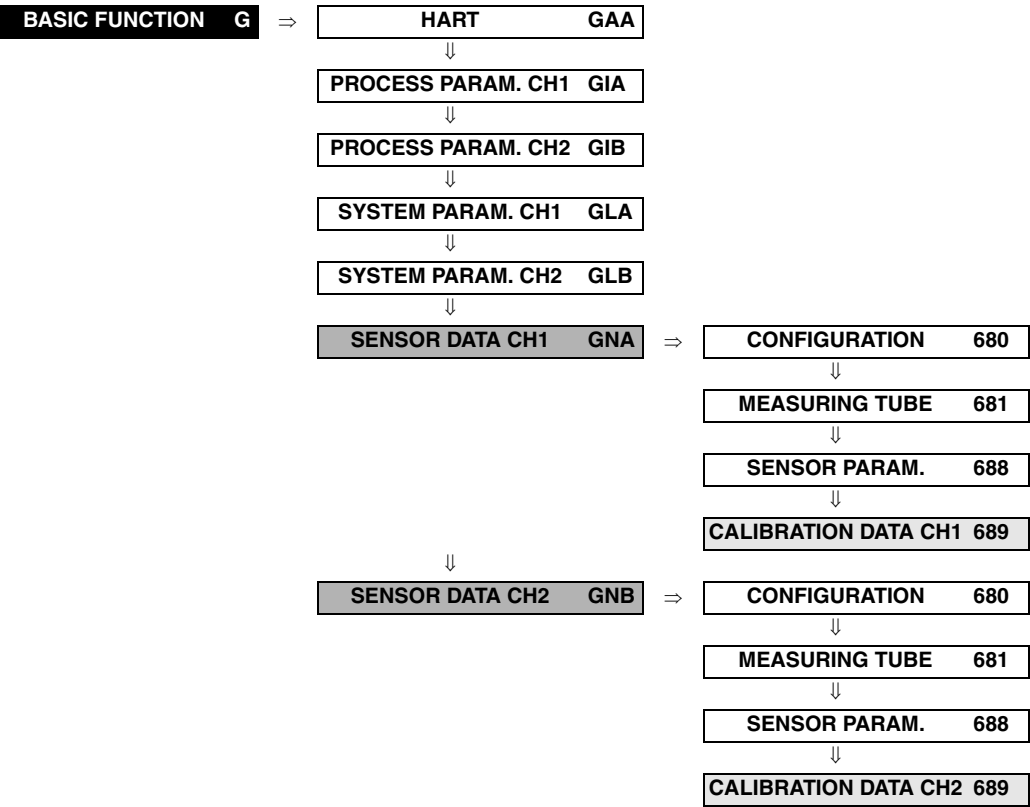 BASIC FUNCTION G ⇒ HART GAA
⇓
PROCESS PARAM. CH1 GIA
⇓
PROCESS PARAM. CH2 GIB
⇓
SYSTEM PARAM. CH1 GLA
⇓
SYSTEM PARAM. CH2 GLB
⇓
SENSOR DATA CH1 GNA ⇒ CONFIGURATION 680
⇓
MEASURING TUBE 681
⇓
SENSOR PARAM. 688
⇓
CALIBRATION DATA CH1 689
⇓
SENSOR DATA CH2 GNB ⇒ CONFIGURATION 680
⇓
MEASURING TUBE 681
⇓
SENSOR PARAM. 688
⇓
CALIBRATION DATA CH2 689